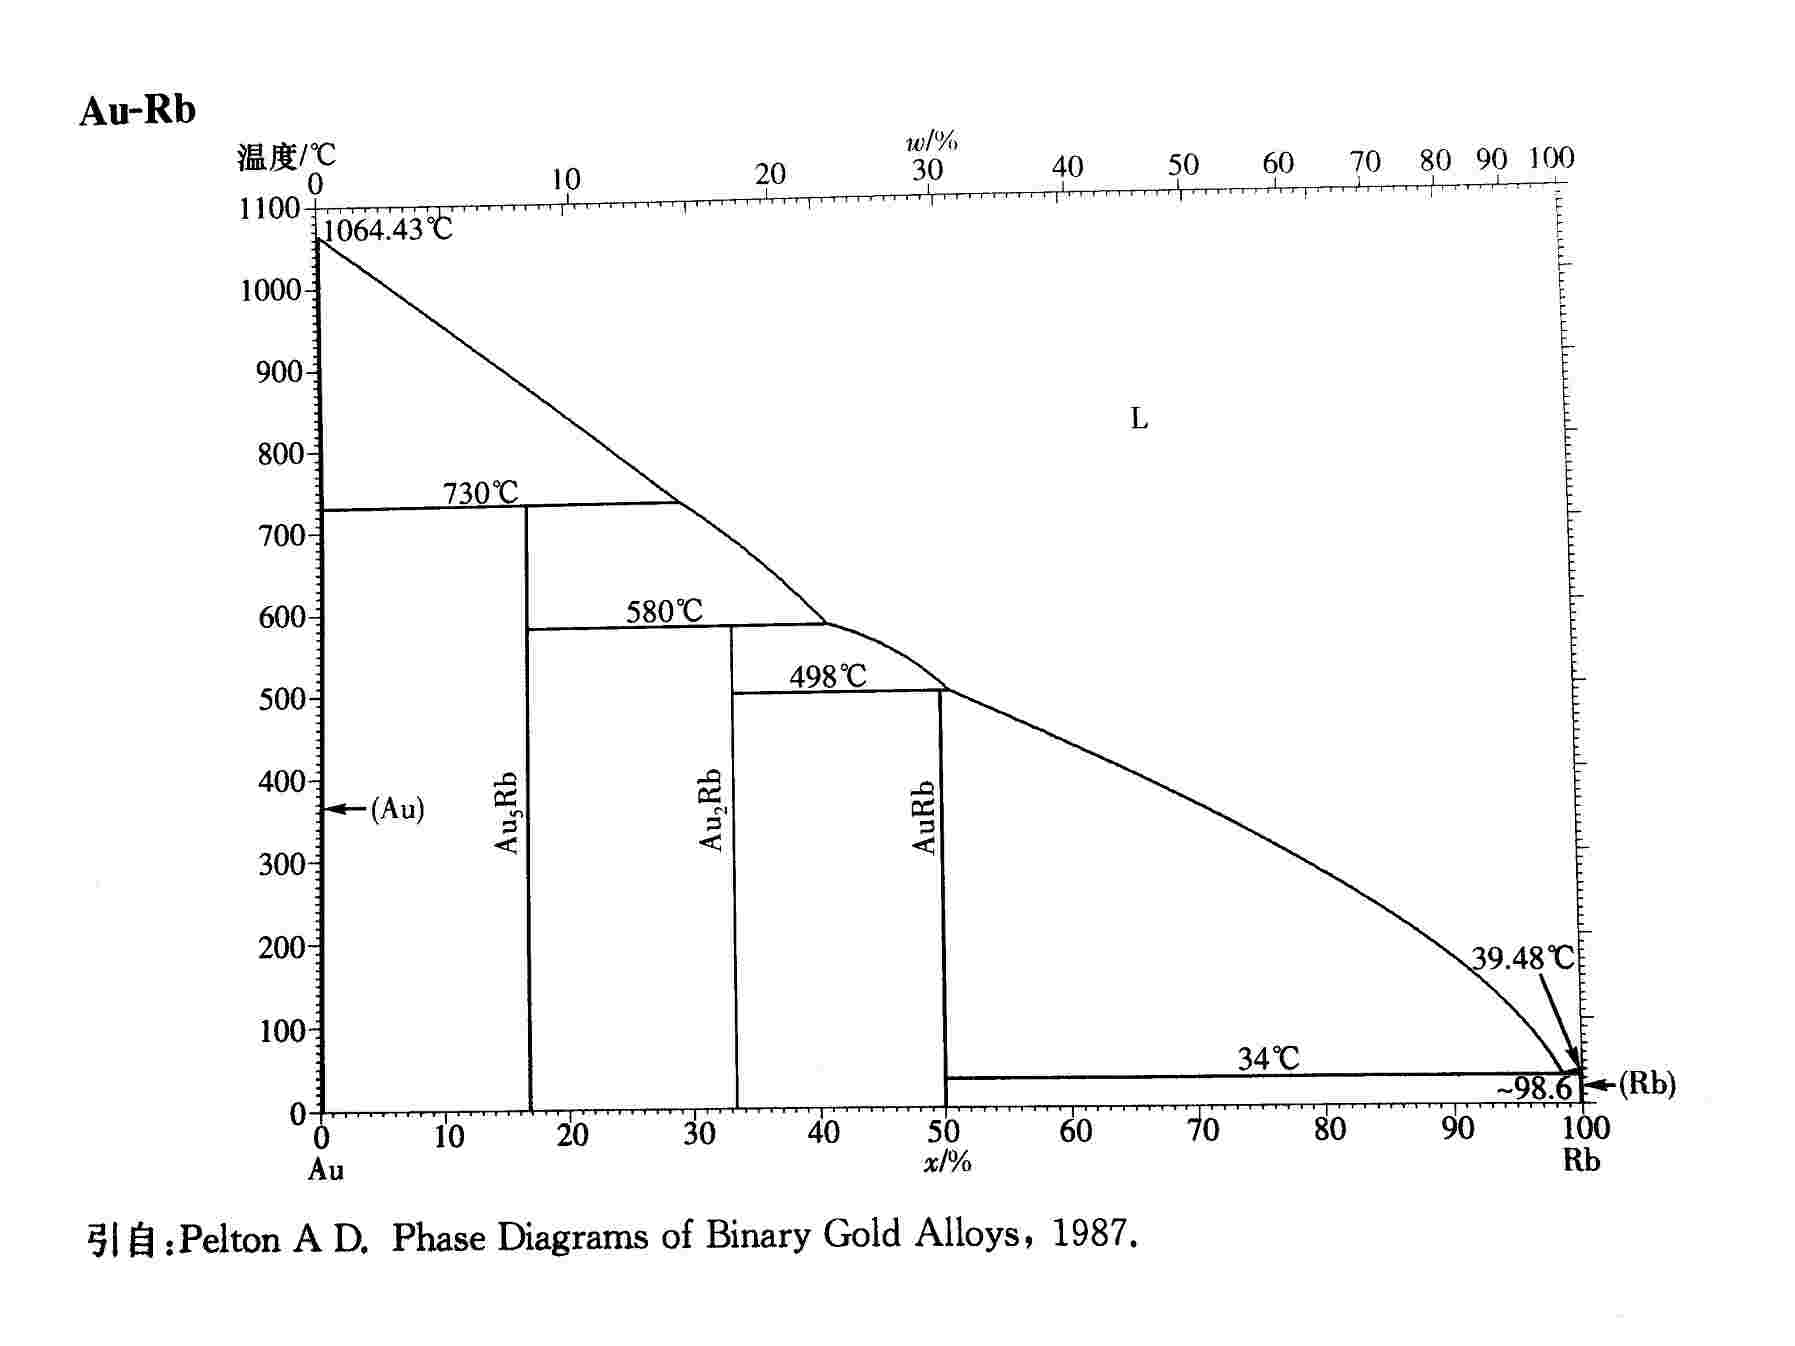 Au-Rb
温度/℃
w/%
0 10 20 30 40 50 60 70 80 90 100
1100
1064.43℃
1000
900
L
800
730℃
700
600
580℃
498℃
500
400
(Au)
Au₅Rb
Au₂Rb
AuRb
300
200
39.48℃
100
34℃
~98.6
(Rb)
0
0 10 20 30 40 50 60 70 80 90 100
Au
x/%
Rb
引自:Pelton A D. Phase Diagrams of Binary Gold Alloys, 1987.